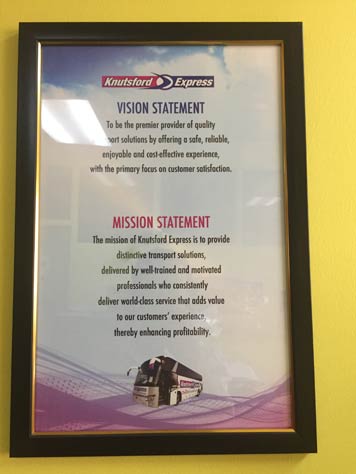 Knutsford Express
VISION STATEMENT
To be the premier provider of quality
port solutions by offering a safe, reliable,
enjoyable and cost-effective experience,
with the primary focus on customer satisfaction.
MISSION STATEMENT
The mission of Knutsford Express is to provide
distinctive transport solutions,
delivered by well-trained and motivated
professionals who consistently
deliver world-class service that adds value
to our customers' experience,
thereby enhancing profitability.